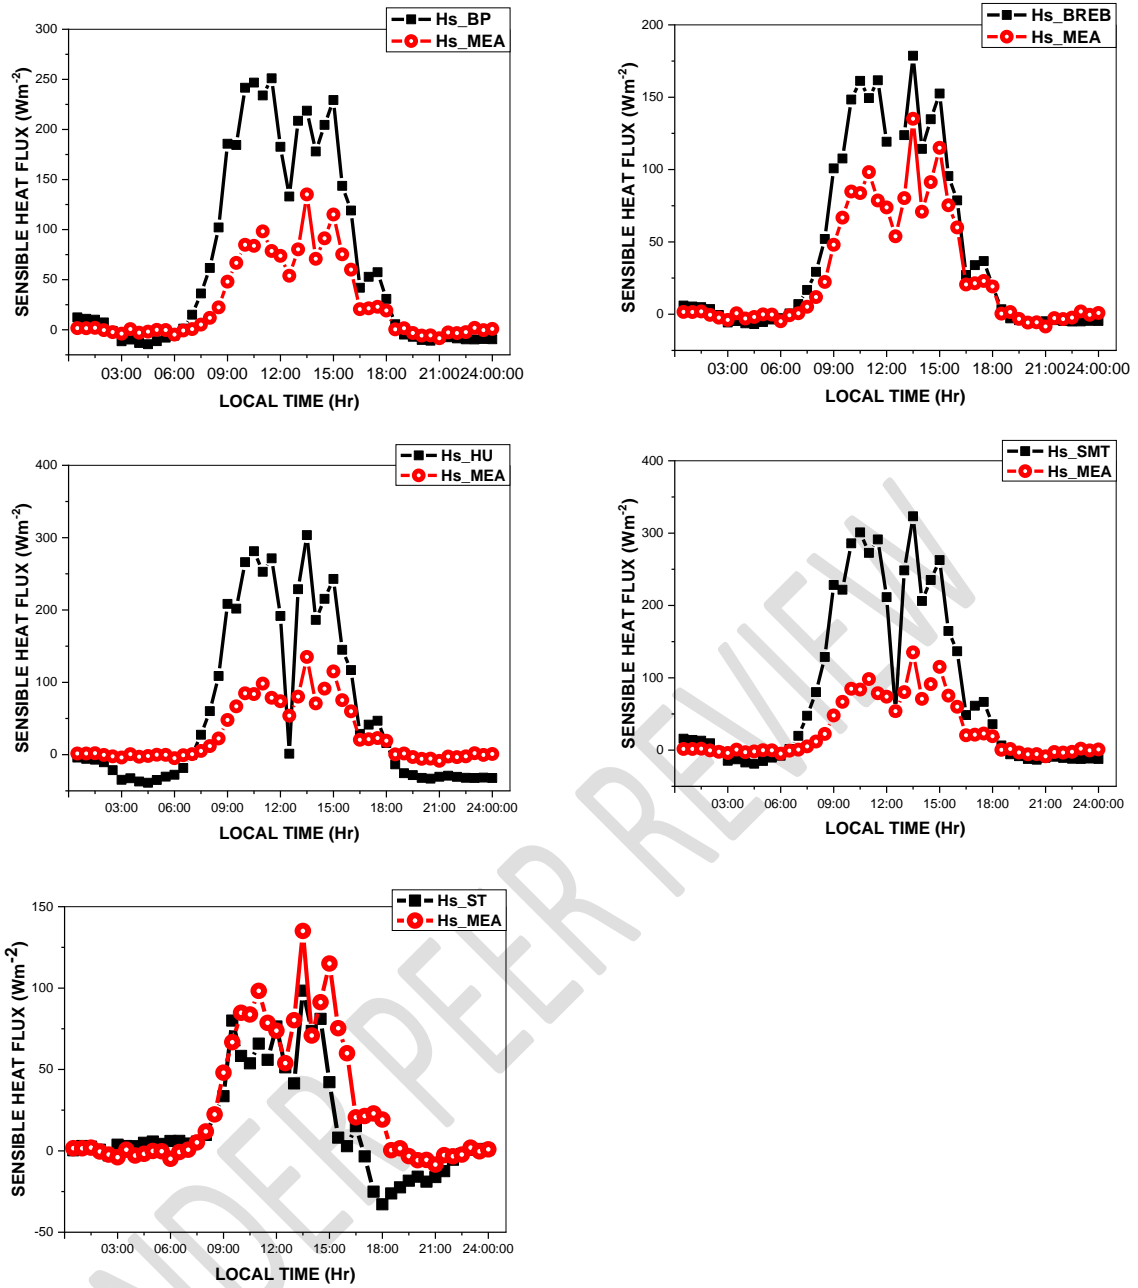 Hs_BP
Hs_MEA
300
250
200
150
100
50
0
SENSIBLE HEAT FLUX (Wm-2)
03:00 06:00 09:00 12:00 15:00 18:00 21:00 24:00:00
LOCAL TIME (Hr)
Hs_BREB
Hs_MEA
200
150
100
50
0
SENSIBLE HEAT FLUX (Wm-2)
03:00 06:00 09:00 12:00 15:00 18:00 21:00 24:00:00
LOCAL TIME (Hr)
Hs_HU
Hs_MEA
400
300
200
100
0
SENSIBLE HEAT FLUX (Wm-2)
03:00 06:00 09:00 12:00 15:00 18:00 21:00 24:00:00
LOCAL TIME (Hr)
Hs_SMT
Hs_MEA
400
300
200
100
0
SENSIBLE HEAT FLUX (Wm-2)
03:00 06:00 09:00 12:00 15:00 18:00 21:00 24:00:00
LOCAL TIME (Hr)
Hs_ST
Hs_MEA
150
100
50
0
-50
SENSIBLE HEAT FLUX (Wm-2)
03:00 06:00 09:00 12:00 15:00 18:00 21:00 24:00:00
LOCAL TIME (Hr)
NDER PEER REVIEW